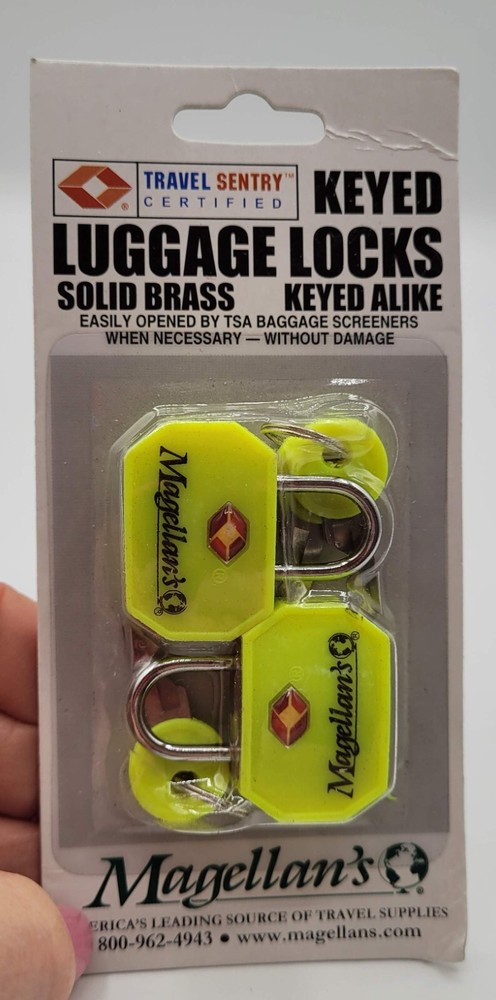 TRAVEL SENTRY™
CERTIFIED
KEYED
LUGGAGE LOCKS
SOLID BRASS KEYED ALIKE
EASILY OPENED BY TSA BAGGAGE SCREENERS
WHEN NECESSARY — WITHOUT DAMAGE
Magellan's
Magellan's
Magellan's
ERICA'S LEADING SOURCE OF TRAVEL SUPPLIES
800-962-4943 • www.magellans.com